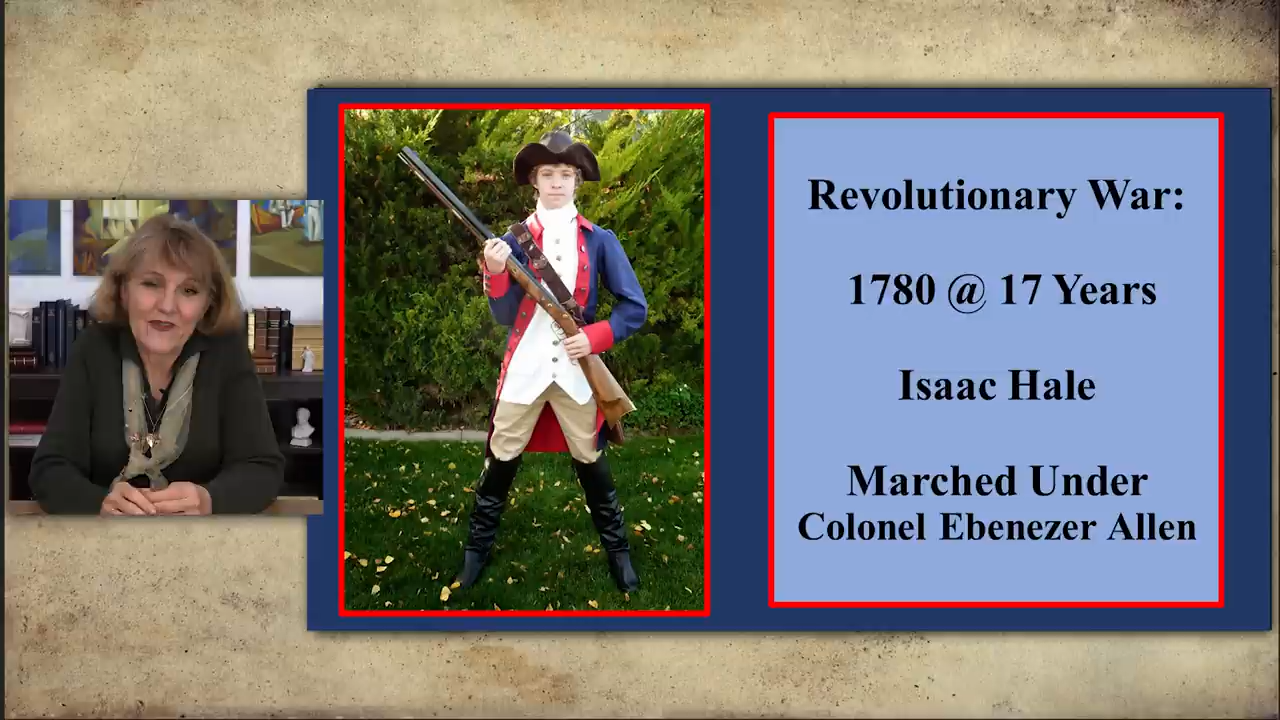 Revolutionary War:
1780 @ 17 Years
Isaac Hale
Marched Under
Colonel Ebenezer Allen